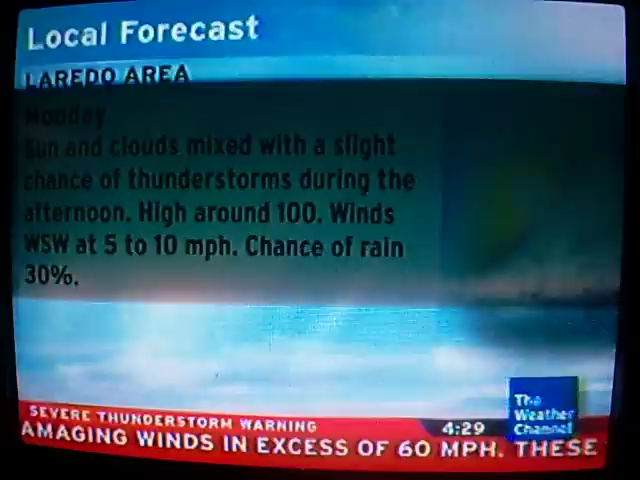 Local Forecast
LAREDO AREA
Monday
Sun and clouds mixed with a slight
chance of thunderstorms during the
afternoon. High around 100. Winds
WSW at 5 to 10 mph. Chance of rain
30%.
The
Weather
Channel
SEVERE THUNDERSTORM WARNING
4:29
AMAGING WINDS IN EXCESS OF 60 MPH. THESE